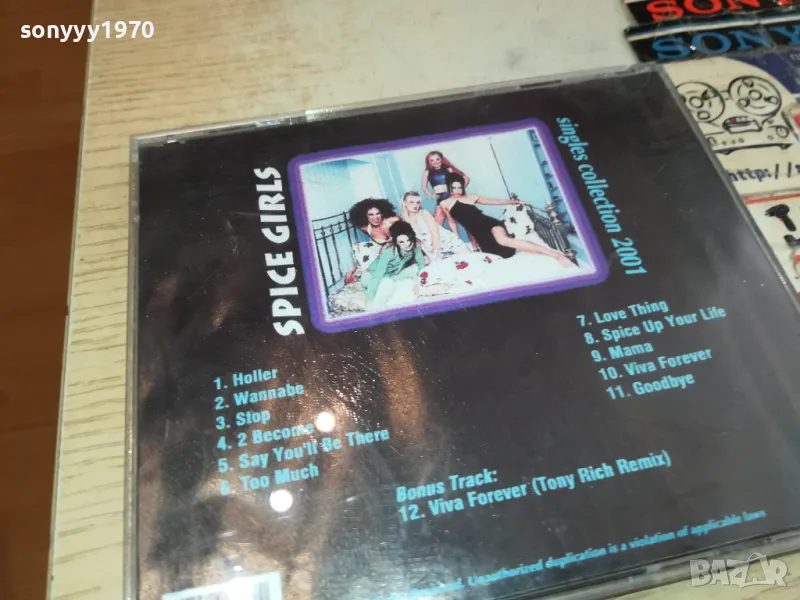 sonyyy1970
SONY
SONY
http://
SPICE GIRLS
singles collection 2001
1. Holler
2. Wannabe
3. Stop
4. 2 Become
5. Say You'll Be There
6. Too Much
7. Love Thing
8. Spice Up Your Life
9. Mama
10. Viva Forever
11. Goodbye
Bonus Track:
12. Viva Forever (Tony Rich Remix)
Unauthorized duplication is a violation of applicable laws
BAZAR